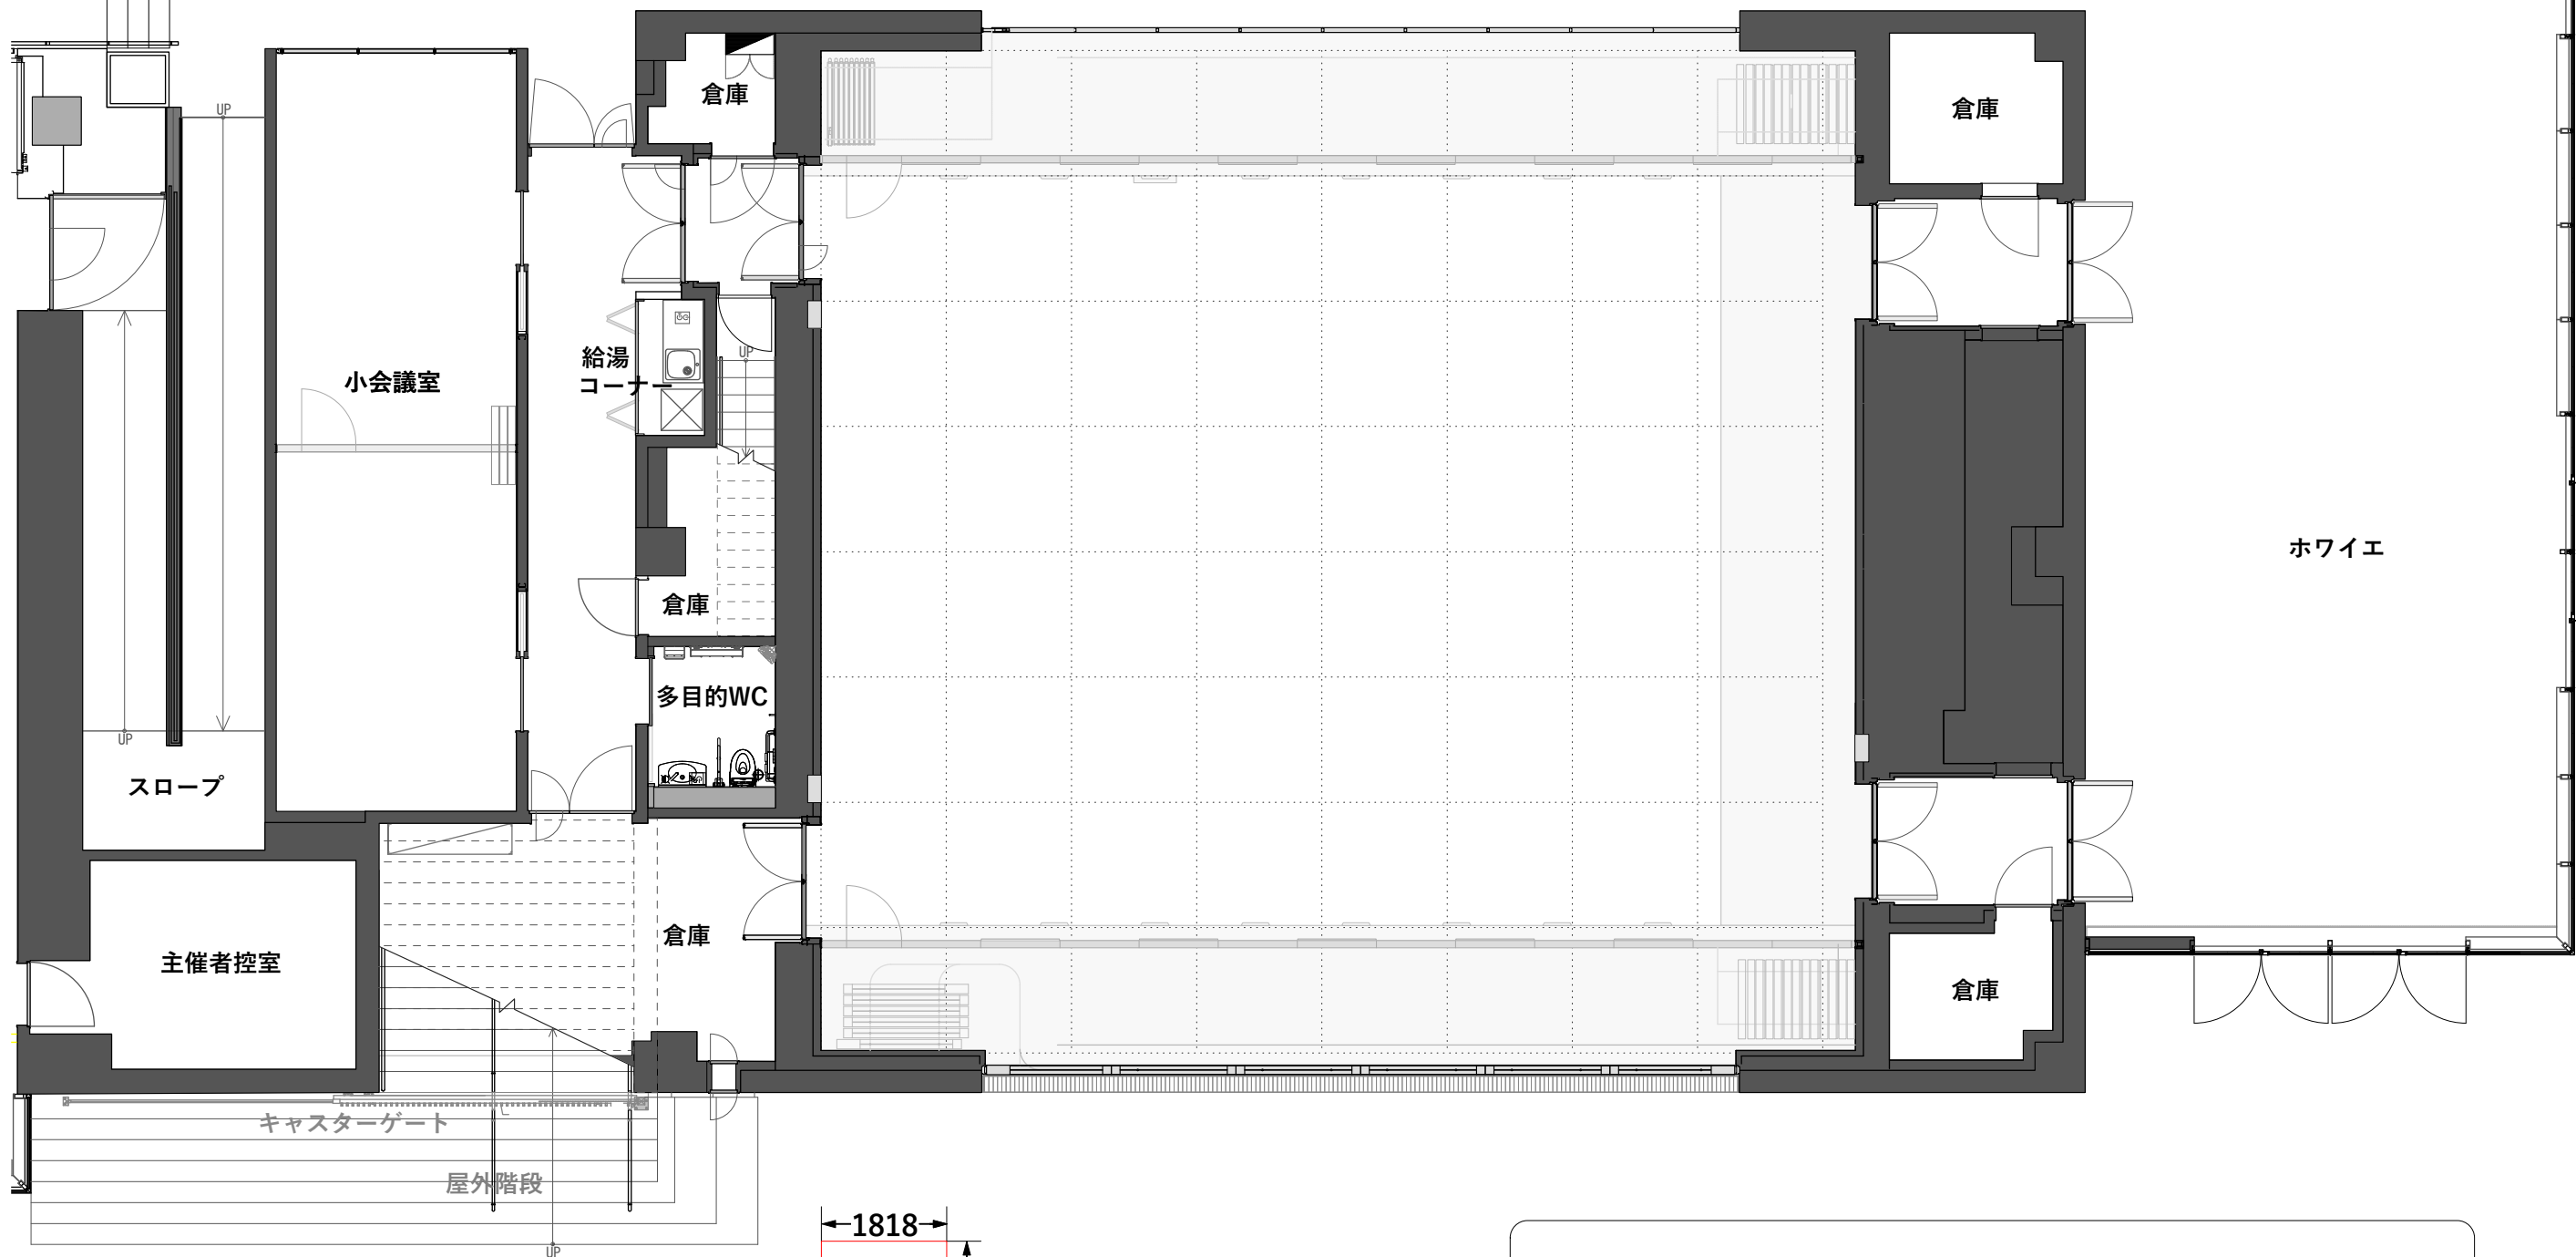 UP
倉庫
倉庫
給湯
コーナー
UP
小会議室
ホワイエ
倉庫
多目的WC
UP
スロープ
倉庫
主催者控室
倉庫
キャスターゲート
屋外階段
1818
UP